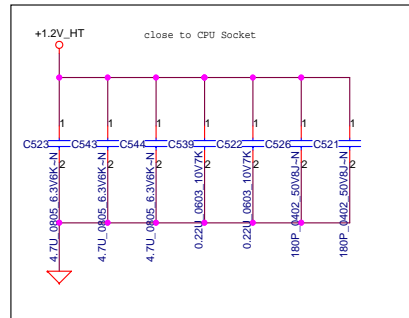 +1.2V_HT
close to CPU Socket
1 1 1 1 1 1 1
C523 C543 C544 C539 C522 C526 C521
2 2 2 2 2 2 2
4.7U_0805_6.3V6K~N
4.7U_0805_6.3V6K~N
4.7U_0805_6.3V6K~N
0.22U_0603_10V7K
0.22U_0603_10V7K
180P_0402_50V8J~N
180P_0402_50V8J~N